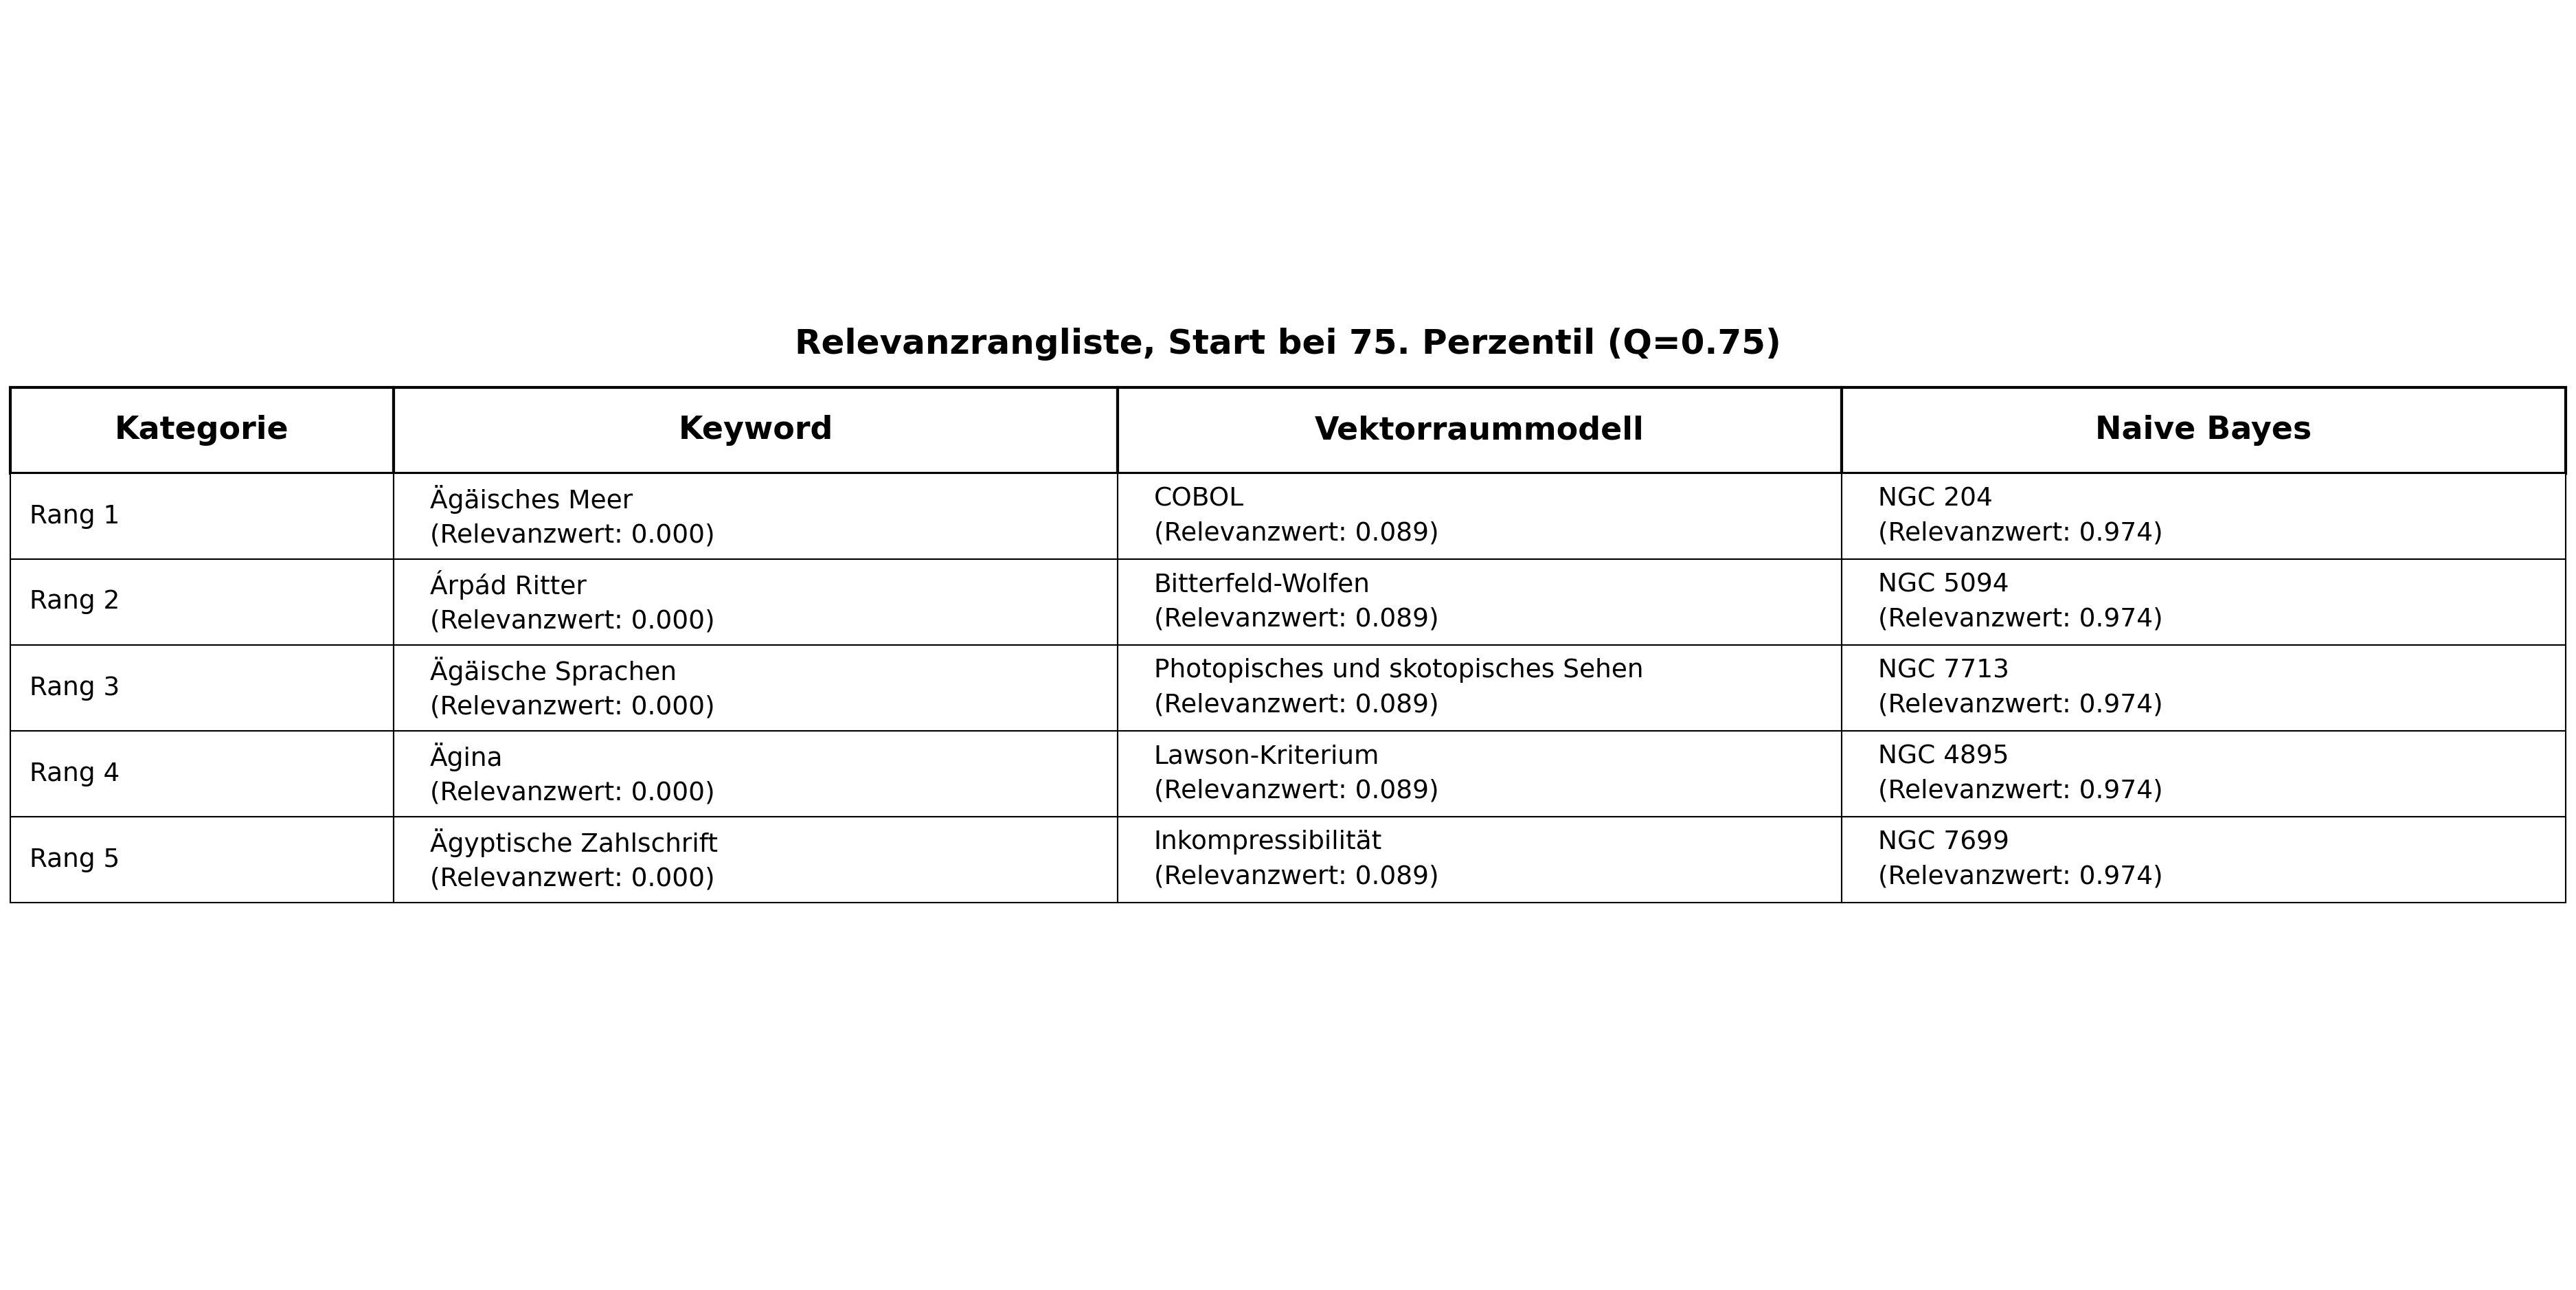 Relevanzrangliste, Start bei 75. Perzentil (Q=0.75)
Kategorie
Keyword
Vektorraummodell
Naive Bayes
Rang 1
Ägäisches Meer
(Relevanzwert: 0.000)
COBOL
(Relevanzwert: 0.089)
NGC 204
(Relevanzwert: 0.974)
Rang 2
Árpád Ritter
(Relevanzwert: 0.000)
Bitterfeld-Wolfen
(Relevanzwert: 0.089)
NGC 5094
(Relevanzwert: 0.974)
Rang 3
Ägäische Sprachen
(Relevanzwert: 0.000)
Photopisches und skotopisches Sehen
(Relevanzwert: 0.089)
NGC 7713
(Relevanzwert: 0.974)
Rang 4
Ägina
(Relevanzwert: 0.000)
Lawson-Kriterium
(Relevanzwert: 0.089)
NGC 4895
(Relevanzwert: 0.974)
Rang 5
Ägyptische Zahlschrift
(Relevanzwert: 0.000)
Inkompressibilität
(Relevanzwert: 0.089)
NGC 7699
(Relevanzwert: 0.974)